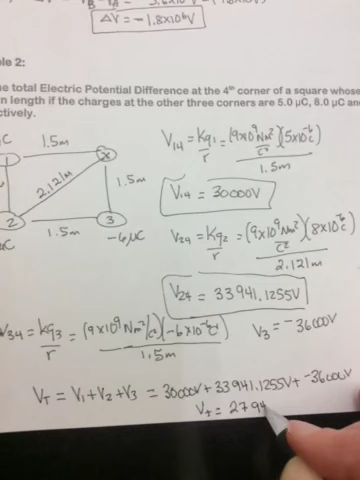 ΔV = -1.8x10⁶V
ple 2:
e total Electric Potential Difference at the 4th corner of a square whose
n length if the charges at the other three corners are 5.0 μC, 8.0 μC and
ctively.
1.5m
x
2.121m
1.5m
2
1.5m
3
-6μC
V14 = Kq1/r = (9x10⁹Nm²/C²)(5x10⁻⁶C)/1.5m
V14 = 30000V
V24 = Kq2/r = (9x10⁹Nm²/C²)(8x10⁻⁶C)/2.121m
V24 = 33941.1255V
V34 = Kq3/r = (9x10⁹Nm²/C²)(-6x10⁻⁶C)/1.5m
V3 = -36000V
VT = V1+V2+V3 = 30000V+33941.1255V+ -36000V
VT = 2794